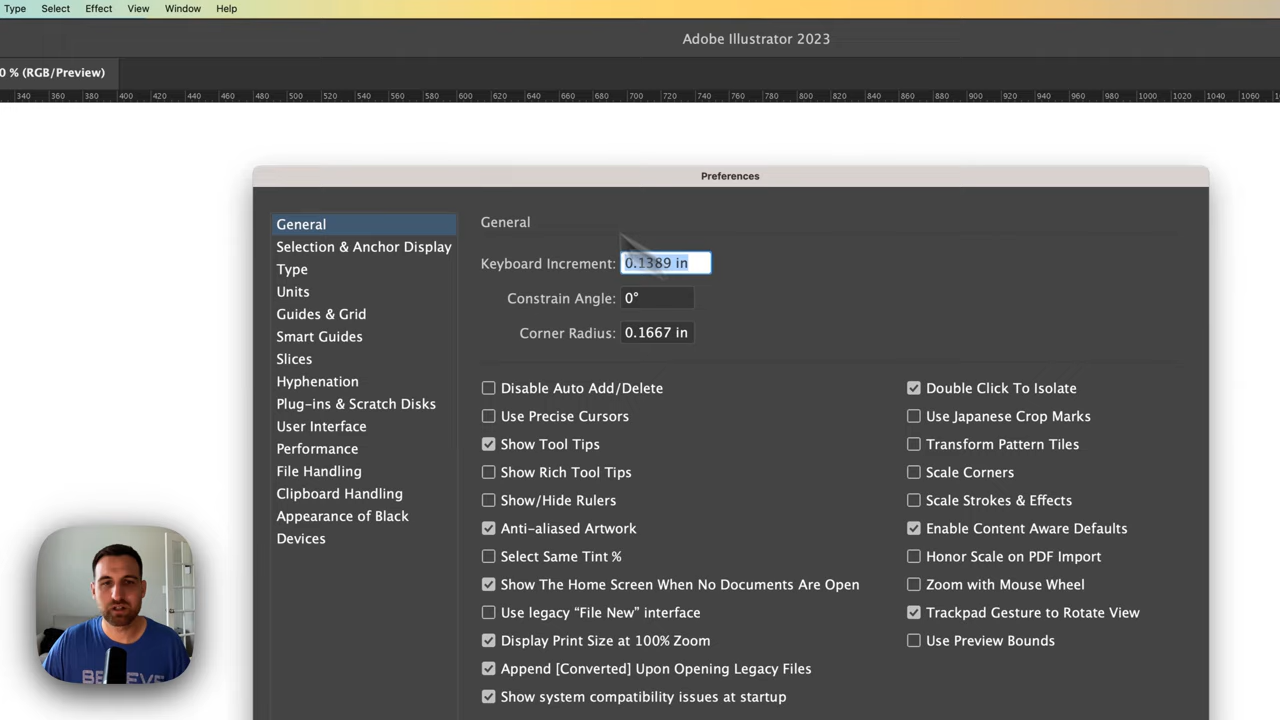 Type Select Effect View Window Help
Adobe Illustrator 2023
0 % (RGB/Preview)
340 360 380 400 420 440 460 480 500 520 540 560 580 600 620 640 660 680 700 720 740 760 780 800 820 840 860 880 900 920 940 960 980 1000 1020 1040 1060
Preferences
General
Selection & Anchor Display
Type
Units
Guides & Grid
Smart Guides
Slices
Hyphenation
Plug-ins & Scratch Disks
User Interface
Performance
File Handling
Clipboard Handling
Appearance of Black
Devices
General
Keyboard Increment: 0.1389 in
Constrain Angle: 0°
Corner Radius: 0.1667 in
Disable Auto Add/Delete
Use Precise Cursors
Show Tool Tips
Show Rich Tool Tips
Show/Hide Rulers
Anti-aliased Artwork
Select Same Tint %
Show The Home Screen When No Documents Are Open
Use legacy “File New” interface
Display Print Size at 100% Zoom
Append [Converted] Upon Opening Legacy Files
Show system compatibility issues at startup
Double Click To Isolate
Use Japanese Crop Marks
Transform Pattern Tiles
Scale Corners
Scale Strokes & Effects
Enable Content Aware Defaults
Honor Scale on PDF Import
Zoom with Mouse Wheel
Trackpad Gesture to Rotate View
Use Preview Bounds